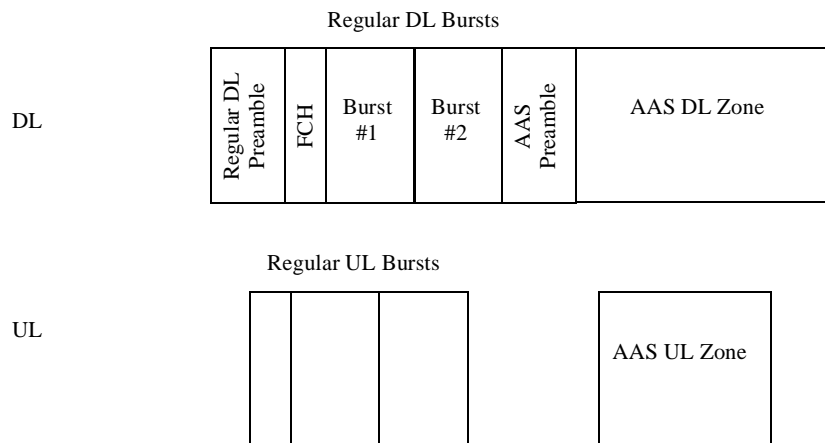 Regular DL Bursts
DL
Regular DL
Preamble
FCH
Burst
#1
Burst
#2
AAS
Preamble
AAS DL Zone
Regular UL Bursts
UL
AAS UL Zone